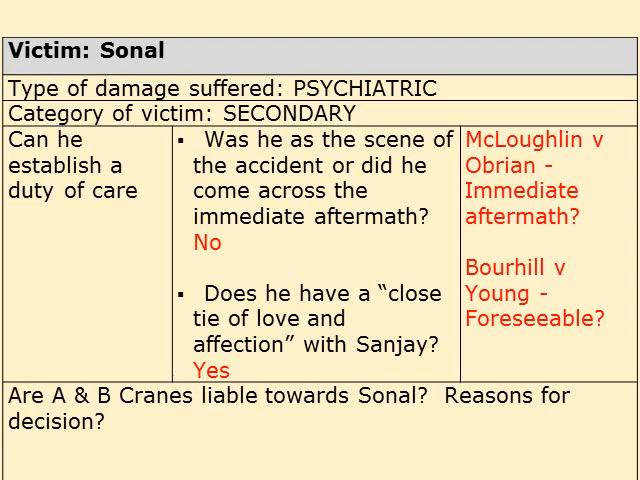 Victim: Sonal
Type of damage suffered: PSYCHIATRIC
Category of victim: SECONDARY
Can he
establish a
duty of care
▪ Was he as the scene of
the accident or did he
come across the
immediate aftermath?
No
▪ Does he have a “close
tie of love and
affection” with Sanjay?
Yes
McLoughlin v
Obrian -
Immediate
aftermath?
Bourhill v
Young -
Foreseeable?
Are A & B Cranes liable towards Sonal? Reasons for
decision?